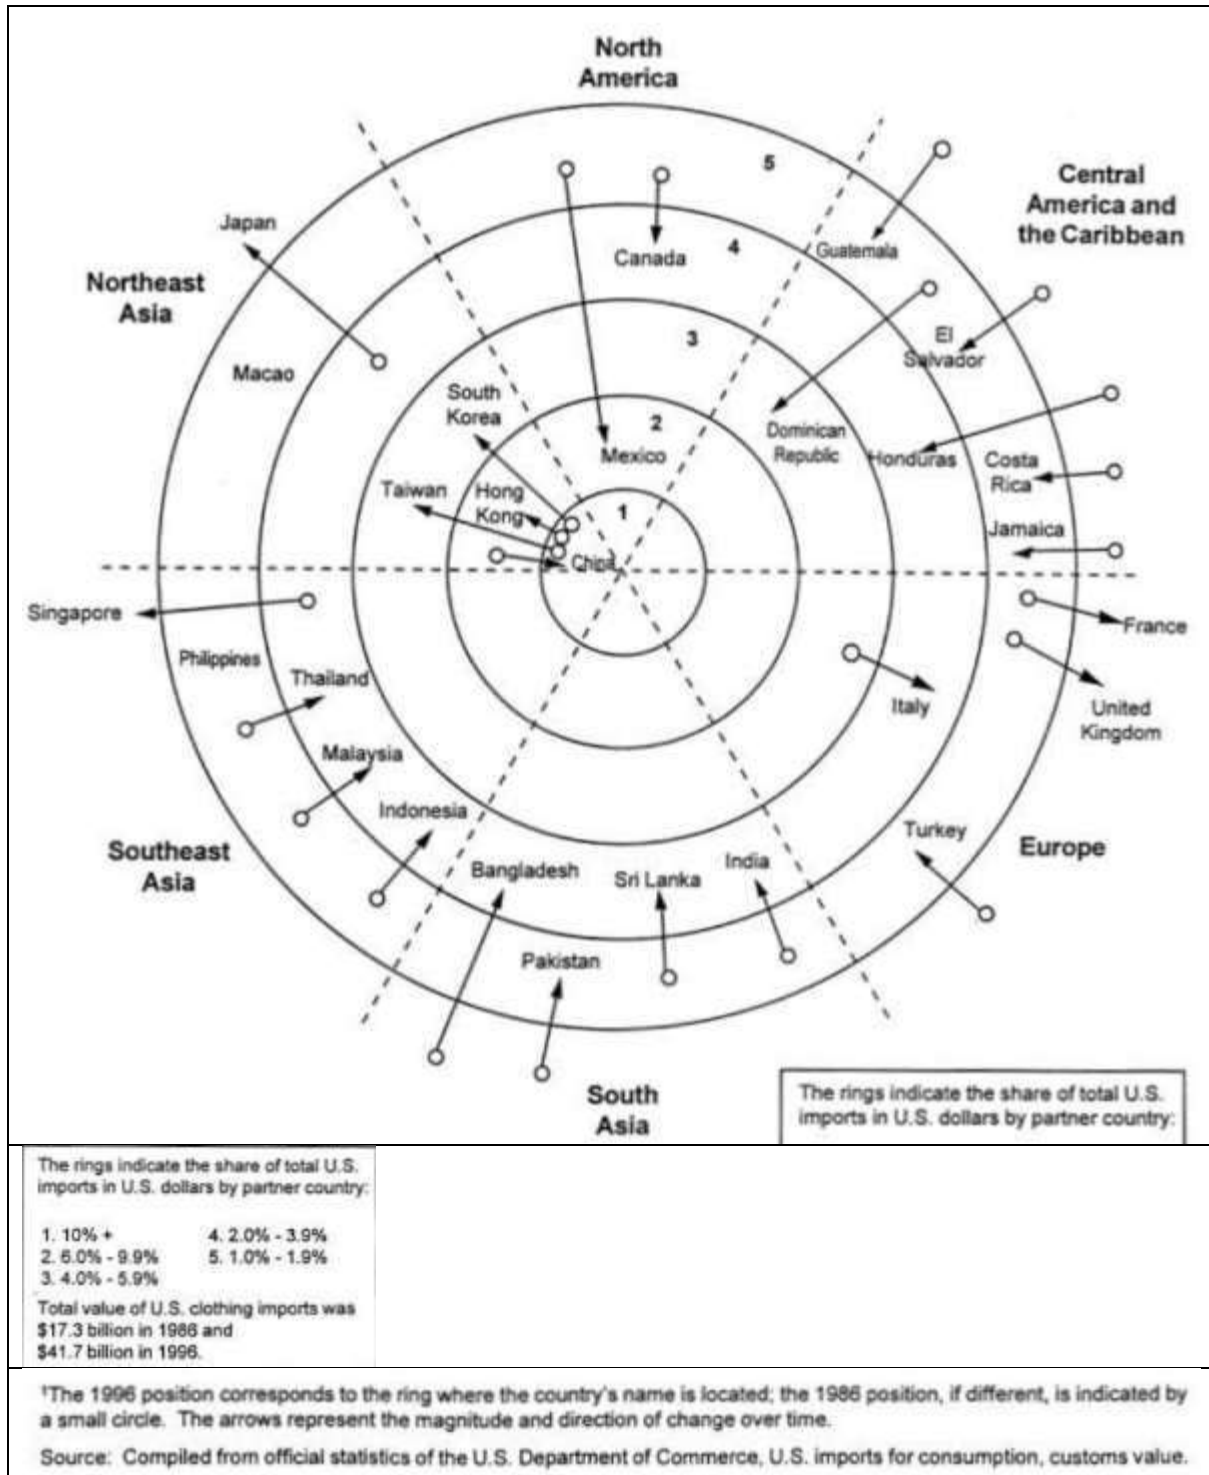 North
America
5
Central
America and
the Caribbean
Japan
Guatemala
4
Canada
Northeast
Asia
El
Salvador
3
Macao
South
Korea
2
Dominican
Republic
Mexico
Honduras
Costa
Rica
Taiwan
Hong
Kong
1
Jamaica
China
Singapore
France
Philippines
Thailand
Italy
United
Kingdom
Malaysia
Indonesia
Turkey
Southeast
Asia
Europe
Bangladesh
Sri Lanka
India
Pakistan
South
Asia
The rings indicate the share of total U.S.
imports in U.S. dollars by partner country:
The rings indicate the share of total U.S.
imports in U.S. dollars by partner country:
1. 10% + 4. 2.0% - 3.9%
2. 6.0% - 9.9% 5. 1.0% - 1.9%
3. 4.0% - 5.9%
Total value of U.S. clothing imports was
$17.3 billion in 1986 and
$41.7 billion in 1996.
¹The 1996 position corresponds to the ring where the country's name is located; the 1986 position, if different, is indicated by
a small circle. The arrows represent the magnitude and direction of change over time.
Source: Compiled from official statistics of the U.S. Department of Commerce, U.S. imports for consumption, customs value.